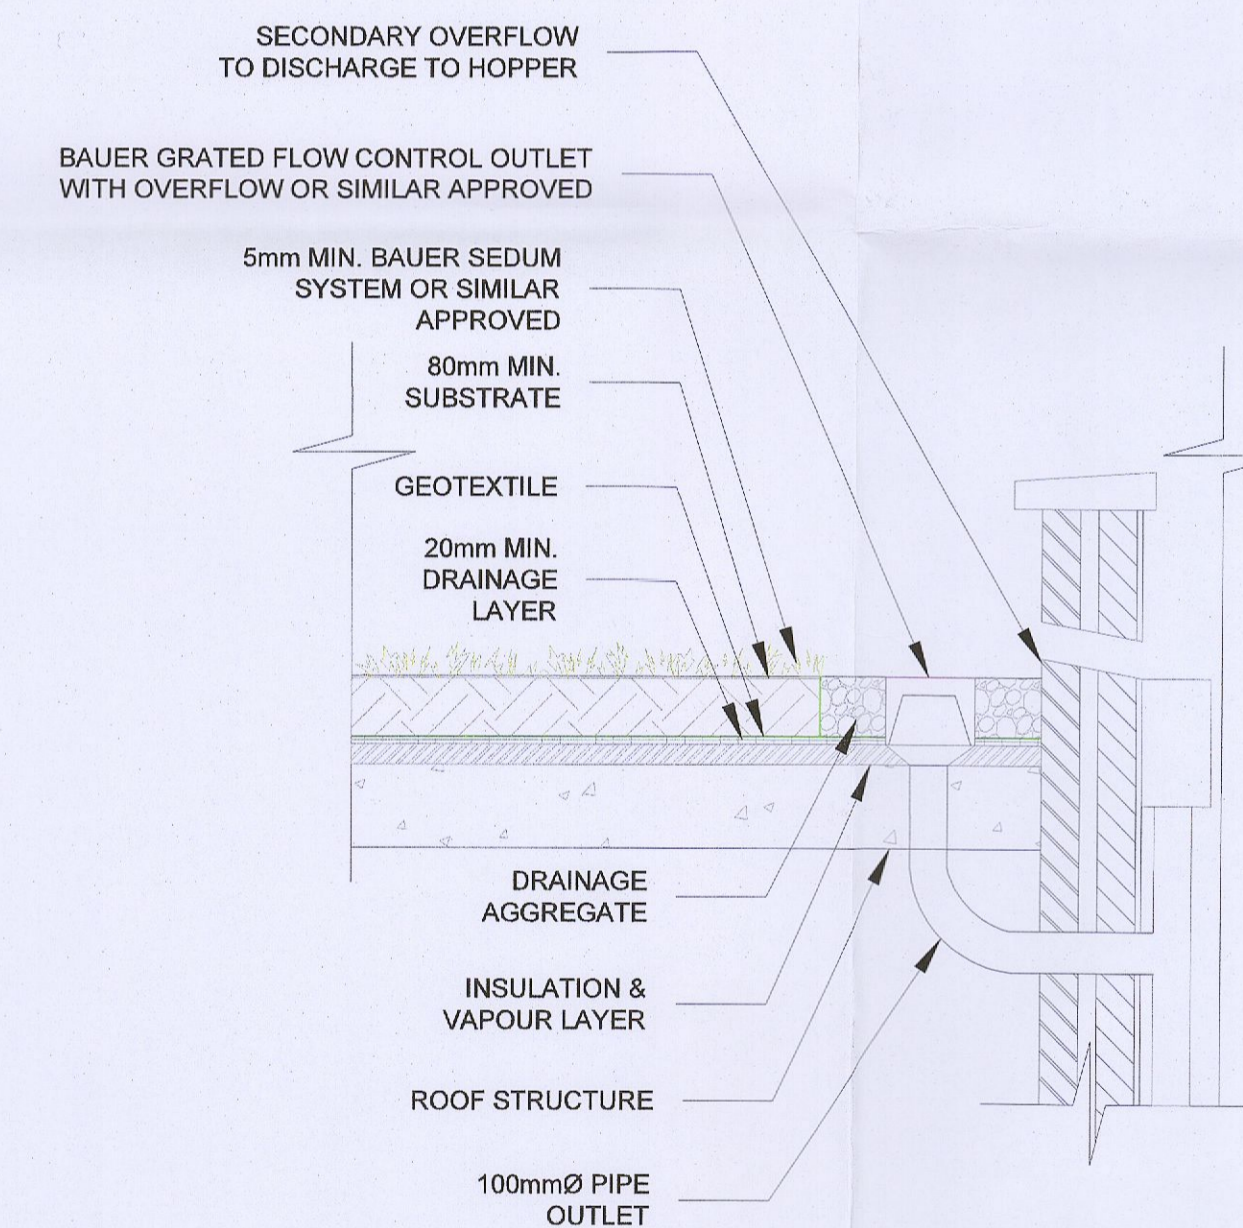 SECONDARY OVERFLOW
TO DISCHARGE TO HOPPER
BAUER GRATED FLOW CONTROL OUTLET
WITH OVERFLOW OR SIMILAR APPROVED
5mm MIN. BAUER SEDUM
SYSTEM OR SIMILAR
APPROVED
80mm MIN.
SUBSTRATE
GEOTEXTILE
20mm MIN.
DRAINAGE
LAYER
DRAINAGE
AGGREGATE
INSULATION &
VAPOUR LAYER
ROOF STRUCTURE
100mmØ PIPE
OUTLET